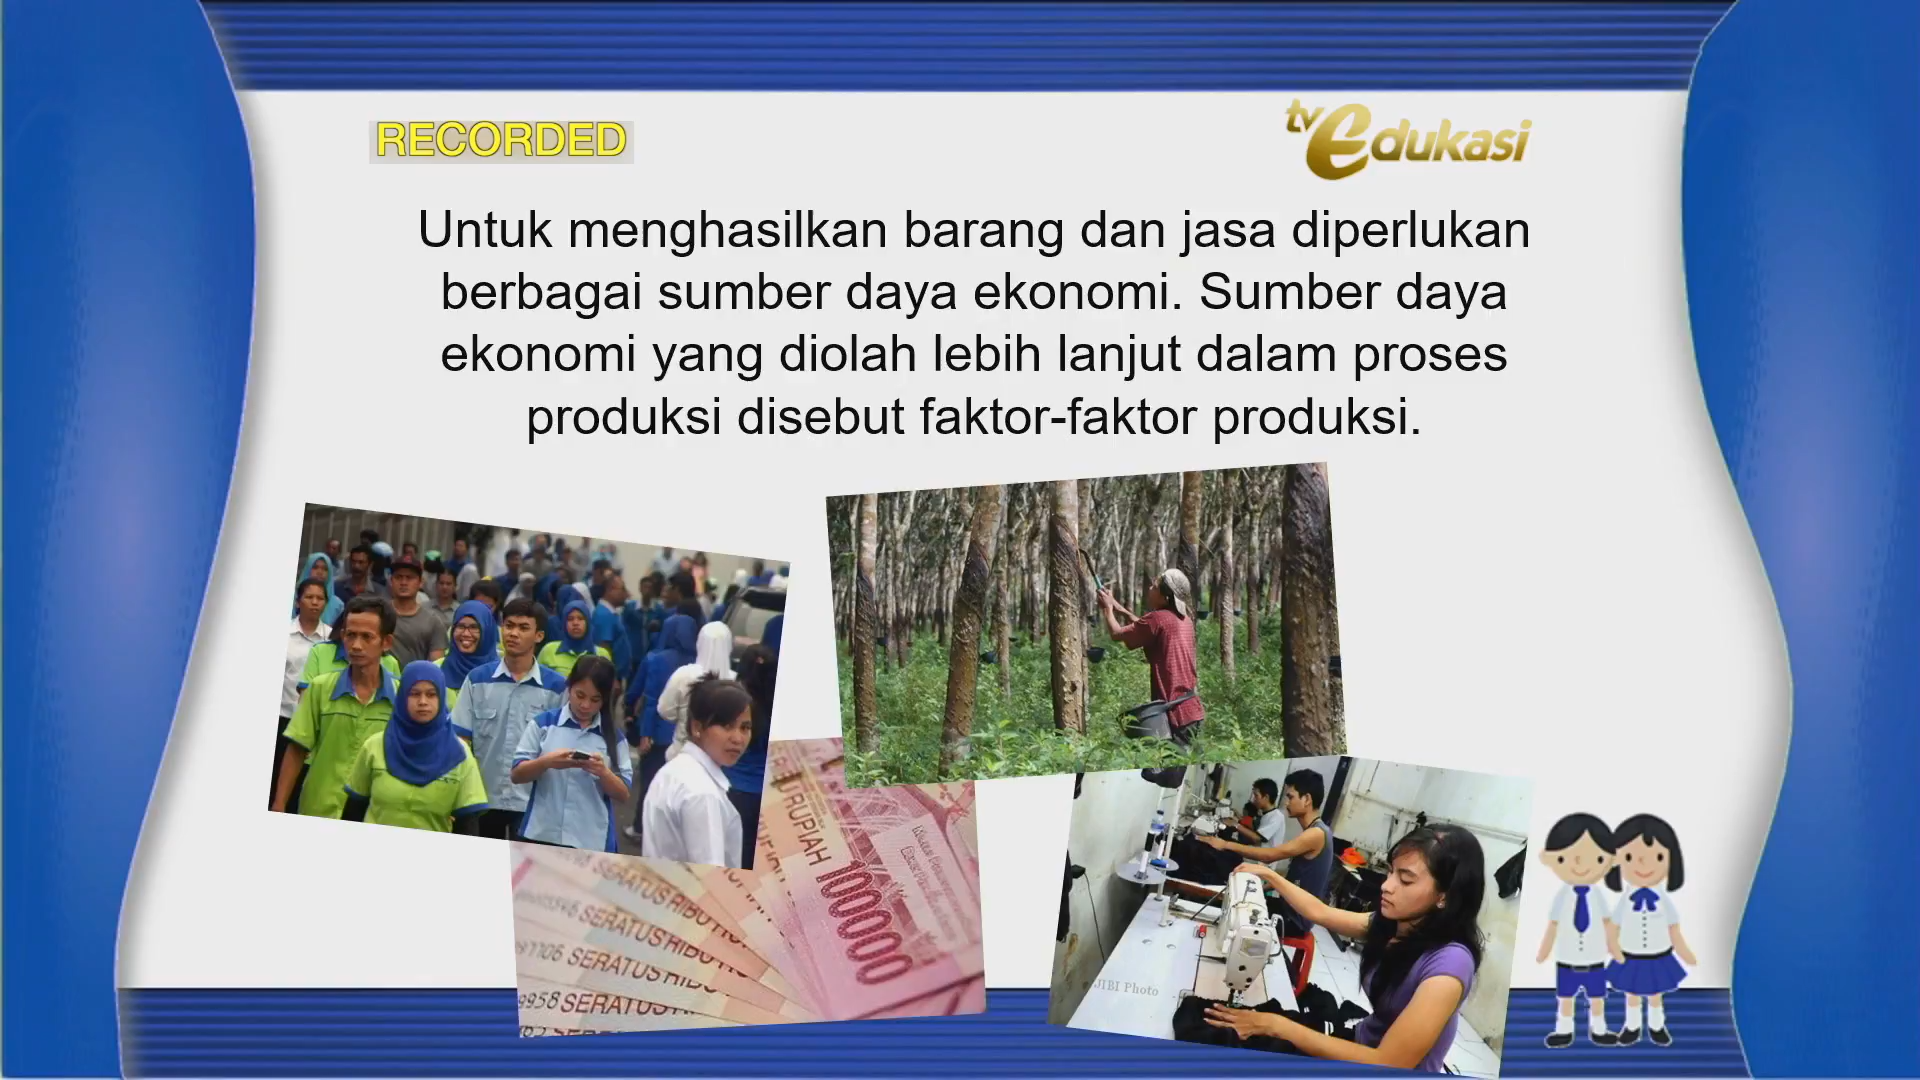 RECORDED
tv edukasi
Untuk menghasilkan barang dan jasa diperlukan
berbagai sumber daya ekonomi. Sumber daya
ekonomi yang diolah lebih lanjut dalam proses
produksi disebut faktor-faktor produksi.
RUPIAH
100000
SERATUS RIBU
SERATUS RIBU
1106 SERATUS RIBU
9958 SERATUS
JIBI Photo